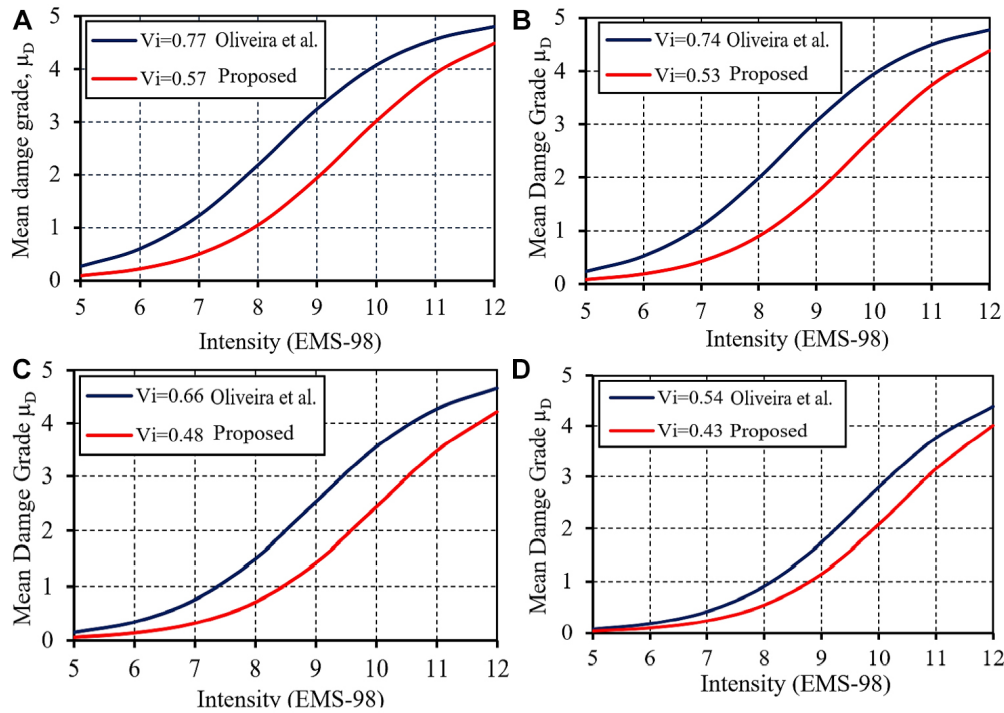 A
Mean damge grade, μD
5
4
3
2
1
0
Vi=0.77 Oliveira et al.
Vi=0.57 Proposed
5 6 7 8 9 10 11 12
Intensity (EMS-98)
B
Mean Damge Grade μD
5
4
3
2
1
0
Vi=0.74 Oliveira et al.
Vi=0.53 Proposed
5 6 7 8 9 10 11 12
Intensity (EMS-98)
C
Mean Damge Grade μD
5
4
3
2
1
0
Vi=0.66 Oliveira et al.
Vi=0.48 Proposed
5 6 7 8 9 10 11 12
Intensity (EMS-98)
D
Mean Damge Grade μD
5
4
3
2
1
0
Vi=0.54 Oliveira et al.
Vi=0.43 Proposed
5 6 7 8 9 10 11 12
Intensity (EMS-98)